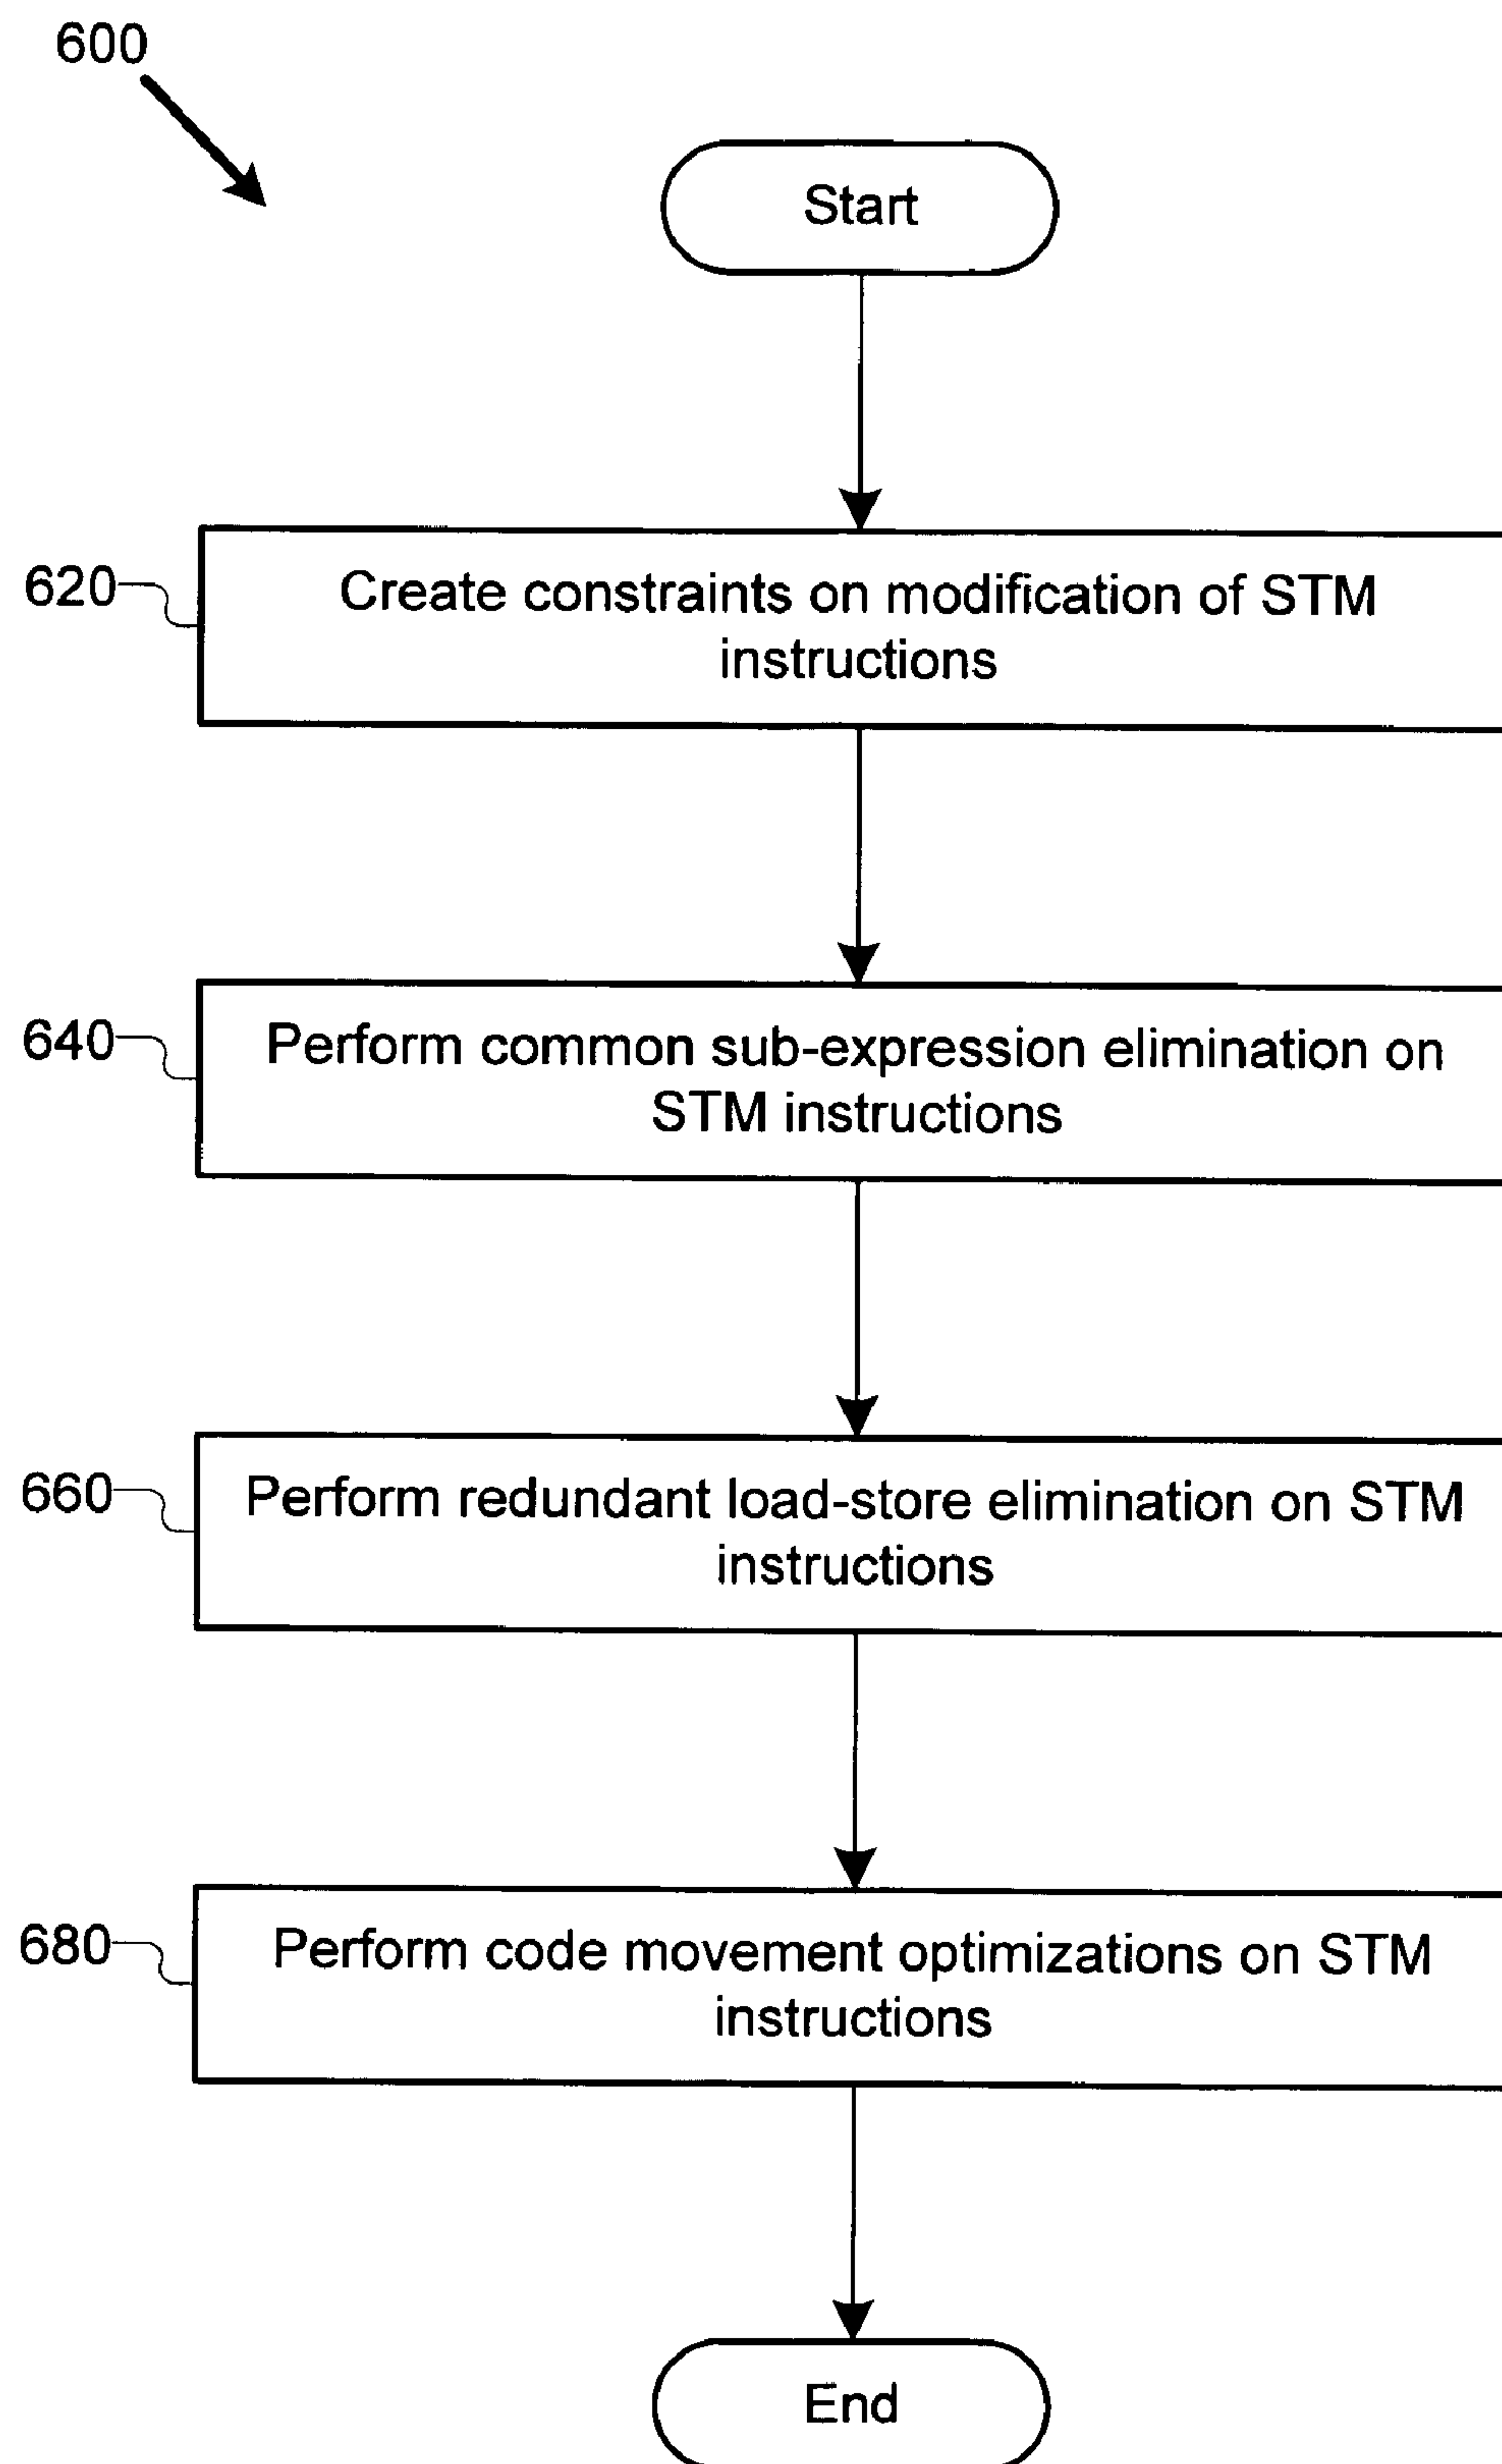 600
Start
620
Create constraints on modification of STM
instructions
640
Perform common sub-expression elimination on
STM instructions
660
Perform redundant load-store elimination on STM
instructions
680
Perform code movement optimizations on STM
instructions
End